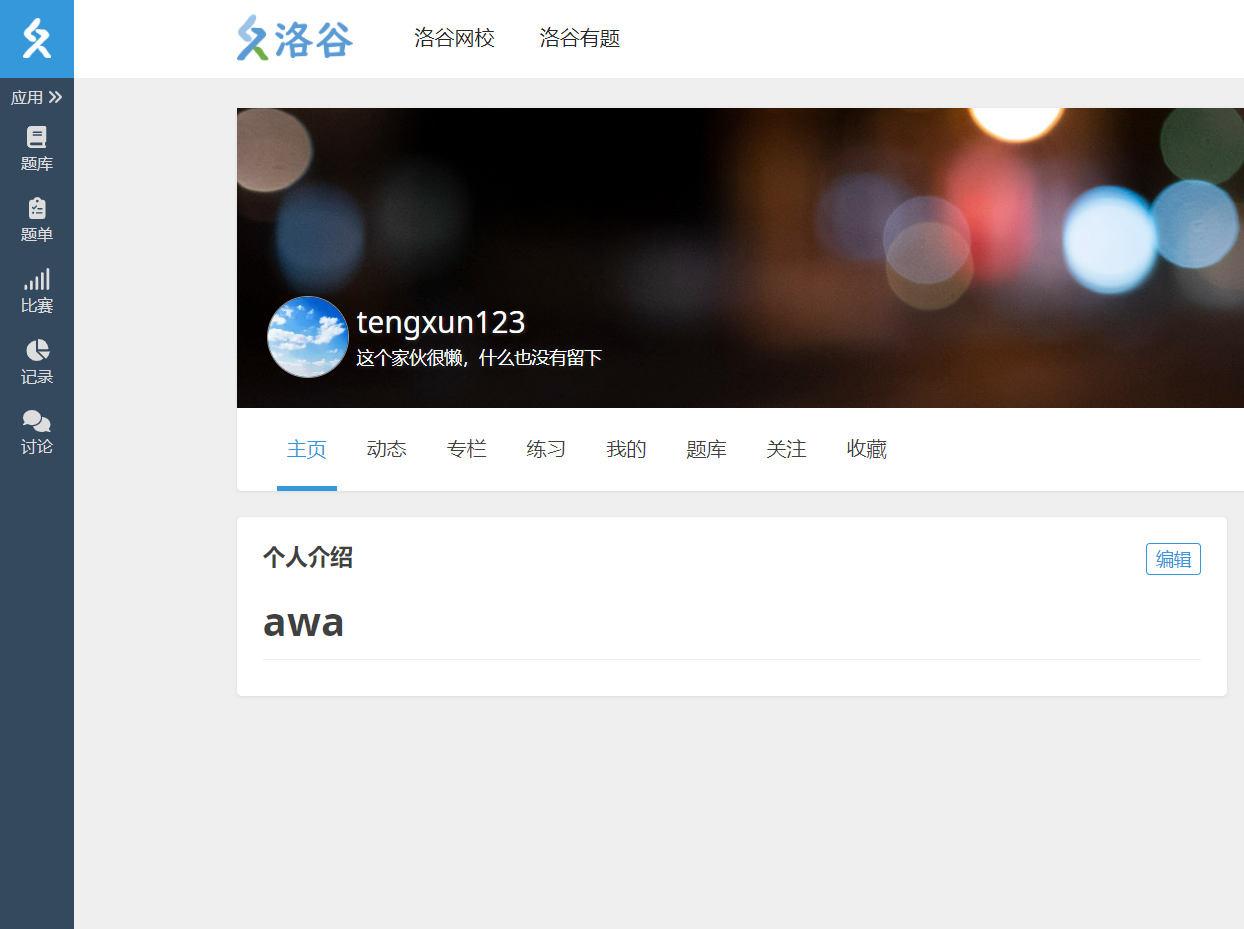 洛谷
洛谷网校
洛谷有题
应用
题库
题单
比赛
记录
讨论
tengxun123
这个家伙很懒，什么也没有留下
主页
动态
专栏
练习
我的
题库
关注
收藏
个人介绍
编辑
awa